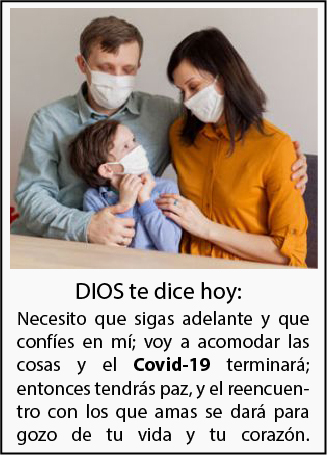 DIOS te dice hoy:
Necesito que sigas adelante y que
confíes en mí; voy a acomodar las
cosas y el Covid-19 terminará;
entonces tendrás paz, y el reencuen-
tro con los que amas se dará para
gozo de tu vida y tu corazón.